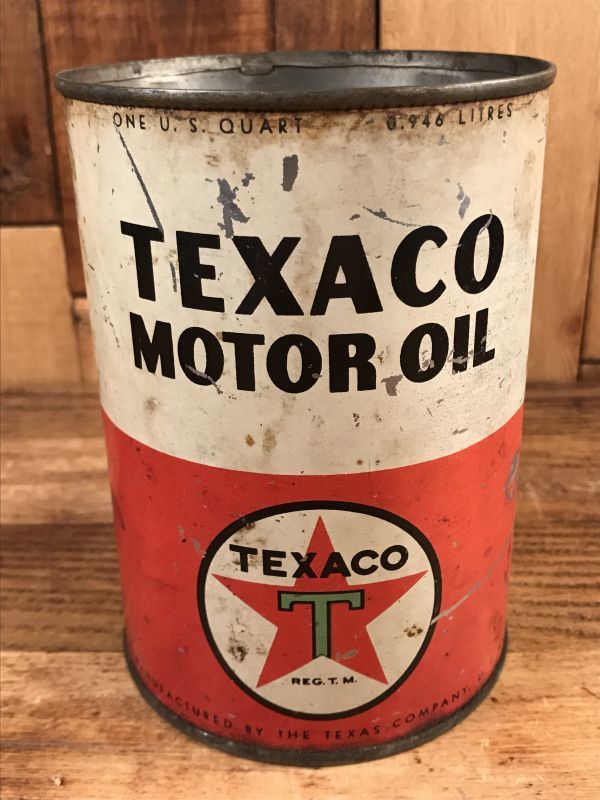 ONE U.S. QUART 0.946 LITRES
TEXACO
MOTOR OIL
TEXACO
T
REG. T. M.
MANUFACTURED BY THE TEXAS COMPANY,